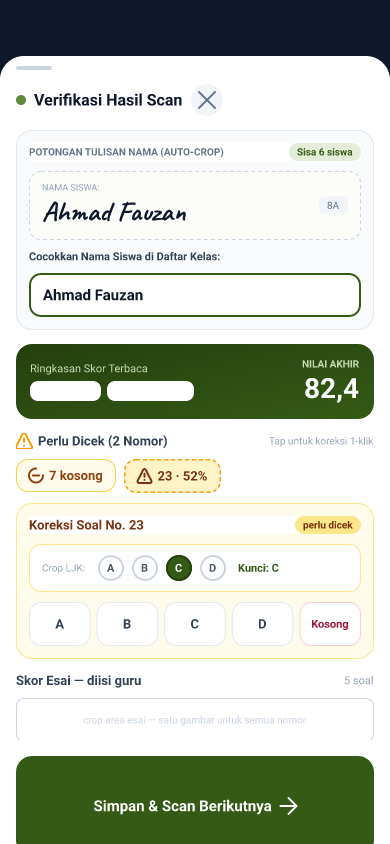 Verifikasi Hasil Scan
POTONGAN TULISAN NAMA (AUTO-CROP)
Sisa 6 siswa
NAMA SISWA:
Ahmad Fauzan
8A
Cocokkan Nama Siswa di Daftar Kelas:
Ahmad Fauzan
Ringkasan Skor Terbaca
NILAI AKHIR
82,4
Perlu Dicek (2 Nomor)
Tap untuk koreksi 1-klik
7 kosong
23 · 52%
Koreksi Soal No. 23
perlu dicek
Crop LJK: A B C D Kunci: C
A B C D Kosong
Skor Esai — diisi guru
5 soal
crop area esai — satu gambar untuk semua nomor
Simpan & Scan Berikutnya →